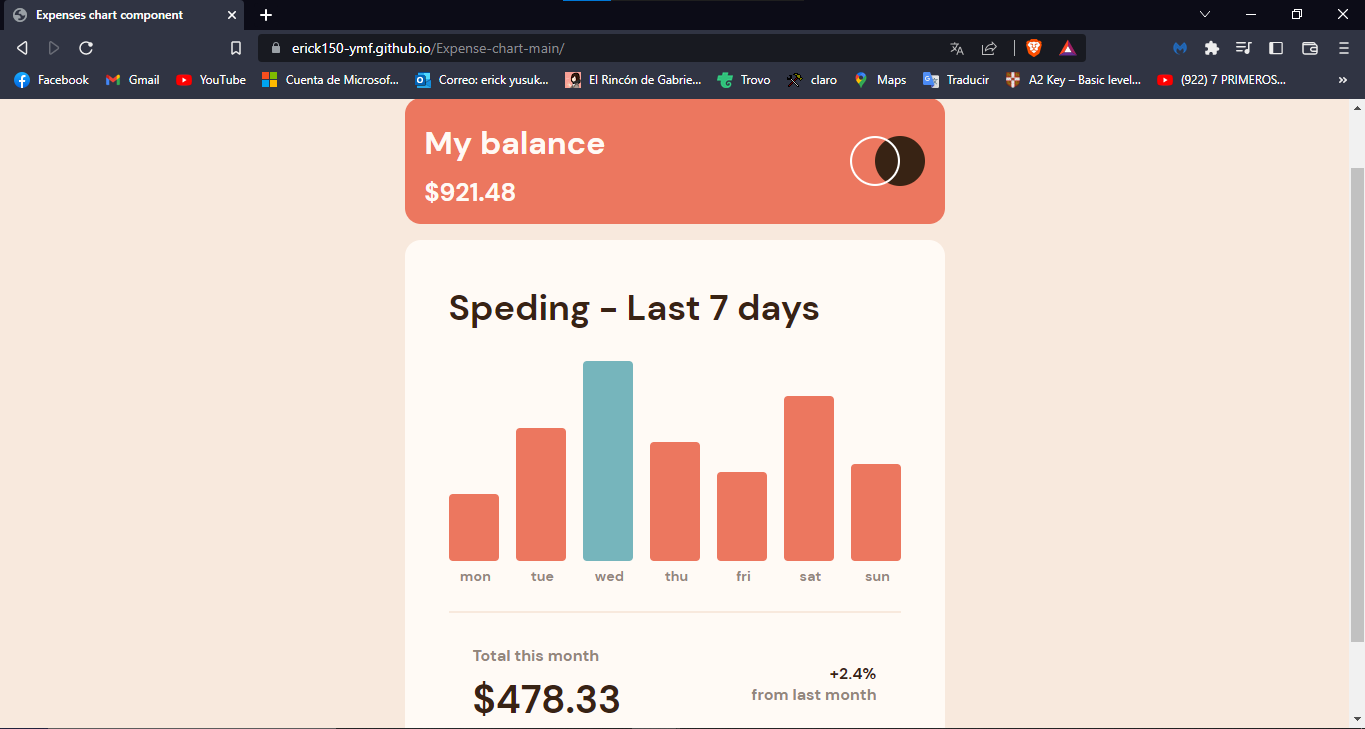 Expenses chart component
erick150-ymf.github.io/Expense-chart-main/
Facebook Gmail YouTube Cuenta de Microsof... Correo: erick yusuk... El Rincón de Gabrie... Trovo claro Maps Traducir A2 Key – Basic level... (922) 7 PRIMEROS...
My balance
$921.48
Speding - Last 7 days
mon tue wed thu fri sat sun
Total this month
$478.33
+2.4%
from last month